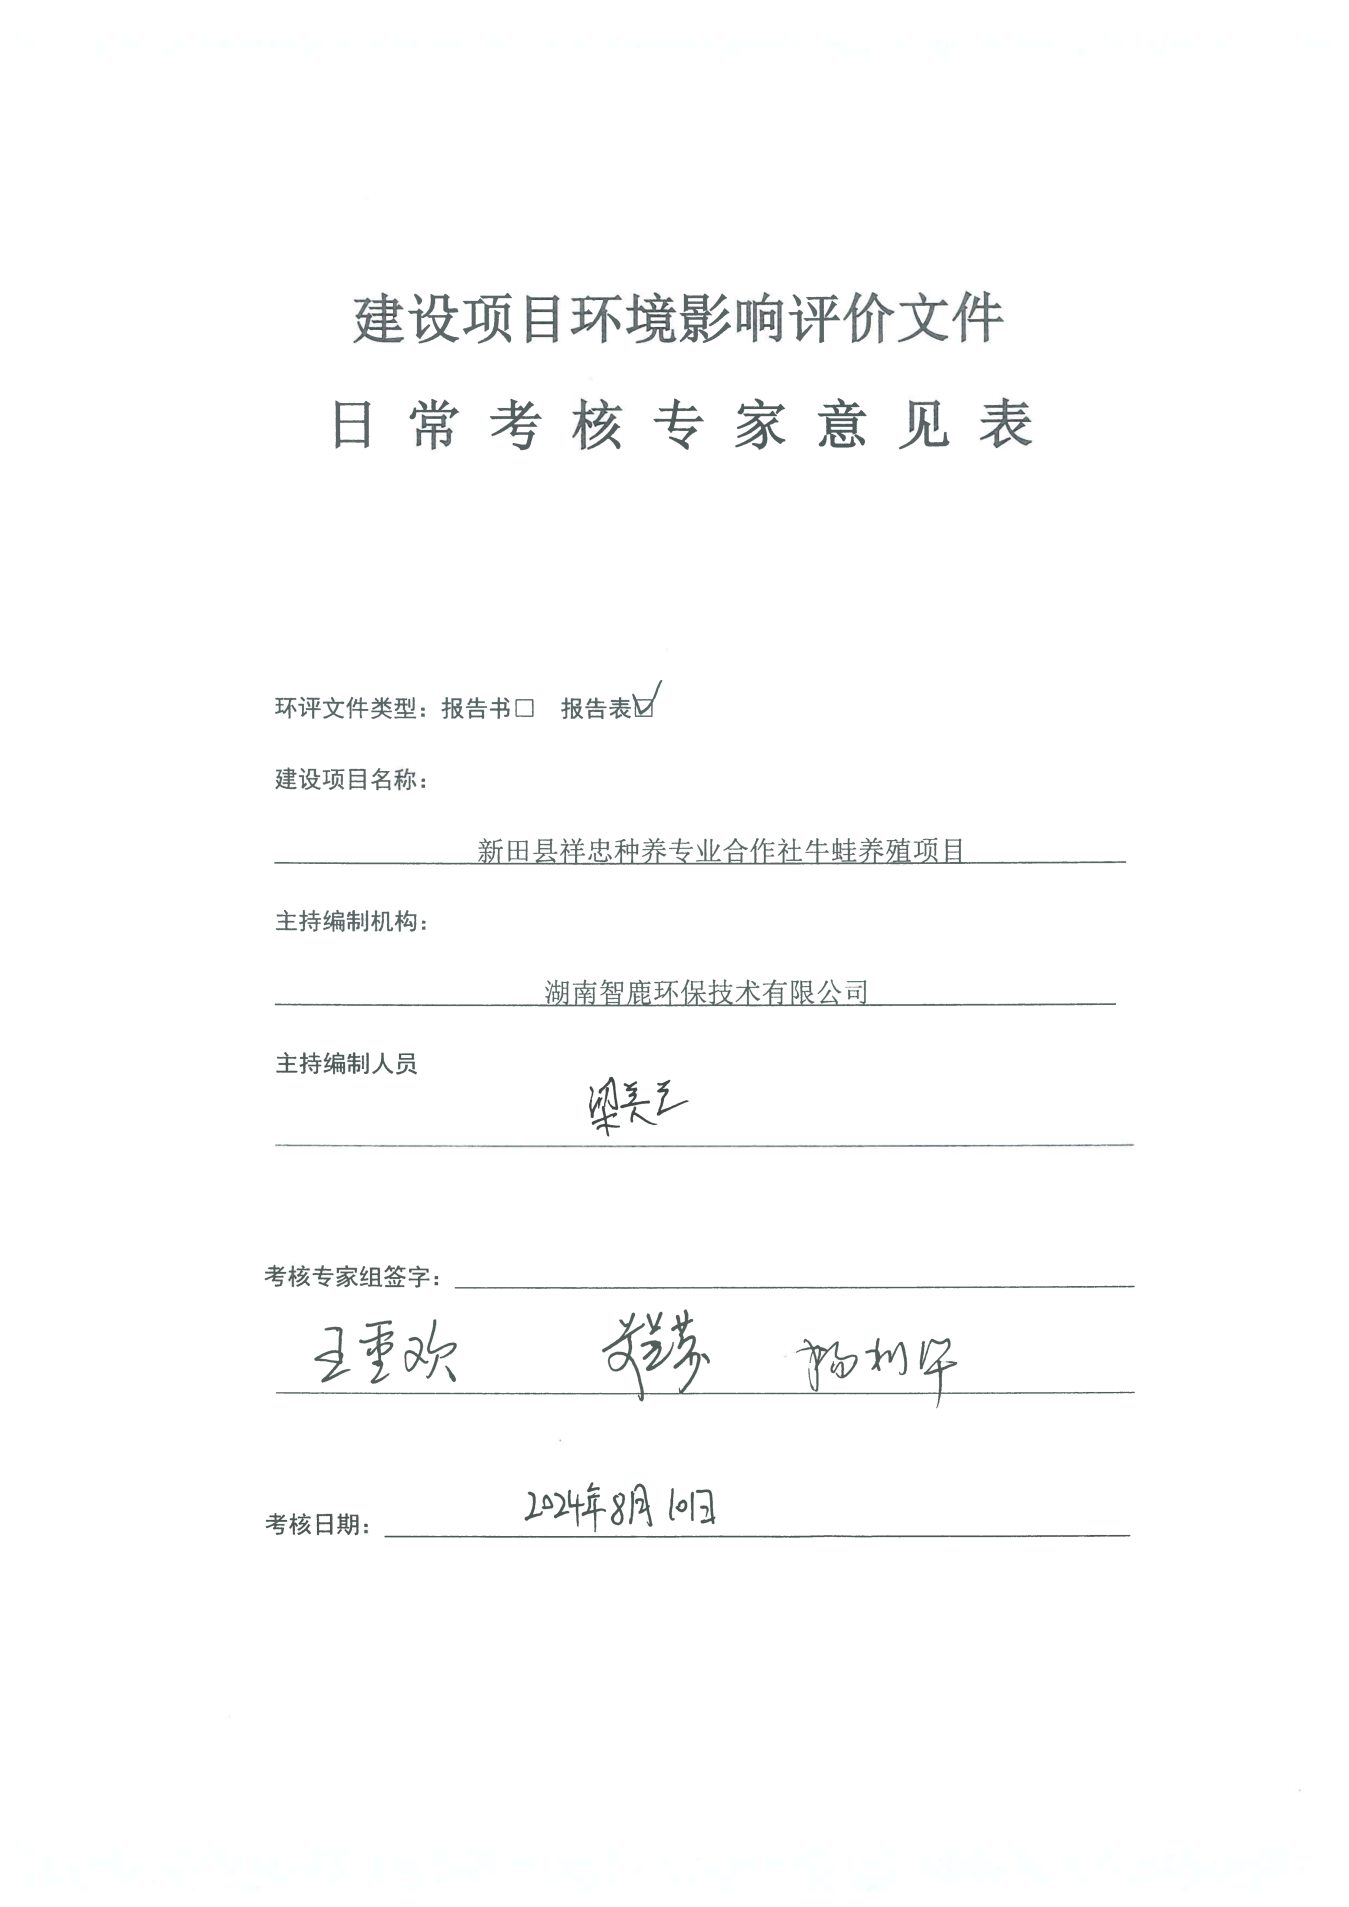 建设项目环境影响评价文件
日常考核专家意见表
环评文件类型：报告书□ 报告表☑
建设项目名称：
新田县祥忠种养专业合作社牛蛙养殖项目
主持编制机构：
湖南智鹿环保技术有限公司
主持编制人员
梁美艺
考核专家组签字：
王重欢 杨利华
考核日期：2024年8月10日